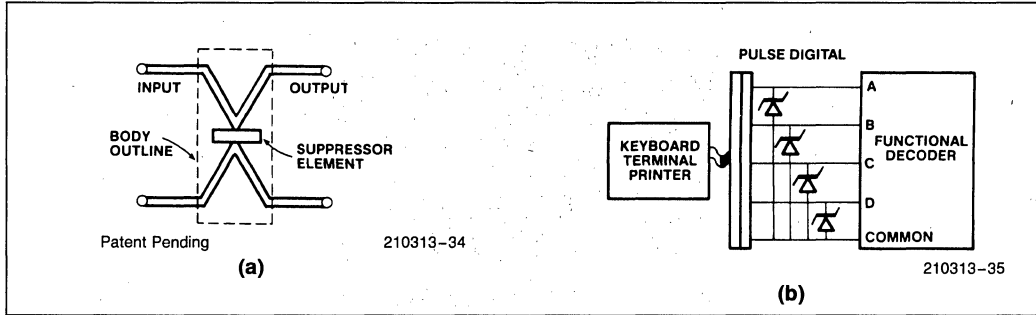 INPUT
OUTPUT
BODY
OUTLINE
SUPPRESSOR
ELEMENT
Patent Pending
210313-34
(a)
PULSE DIGITAL
KEYBOARD
TERMINAL
PRINTER
A
B
C
D
COMMON
FUNCTIONAL
DECODER
210313-35
(b)